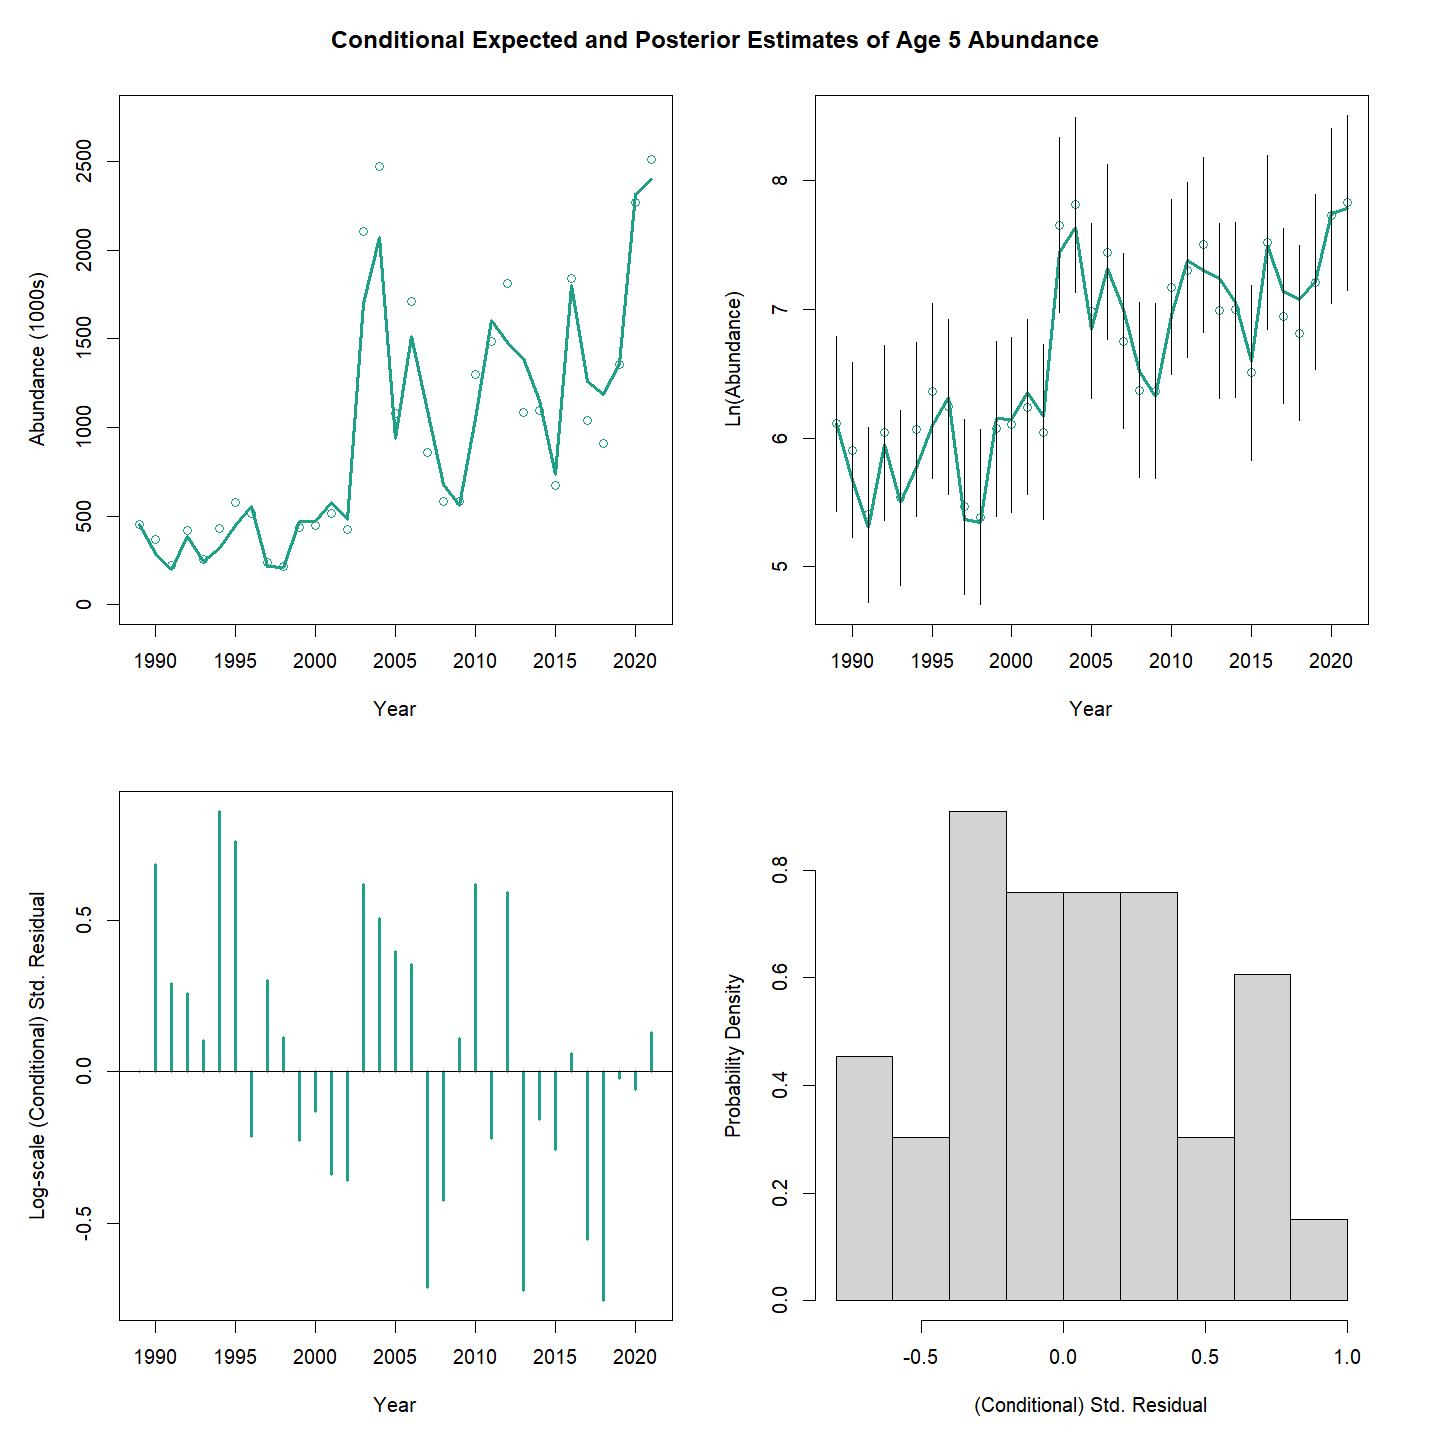 Conditional Expected and Posterior Estimates of Age 5 Abundance
Abundance (1000s)
2500
2000
1500
1000
500
0
1990 1995 2000 2005 2010 2015 2020
Year
Ln(Abundance)
8
7
6
5
1990 1995 2000 2005 2010 2015 2020
Year
Log-scale (Conditional) Std. Residual
0.5
0.0
-0.5
1990 1995 2000 2005 2010 2015 2020
Year
Probability Density
0.8
0.6
0.4
0.2
0.0
-0.5 0.0 0.5 1.0
(Conditional) Std. Residual